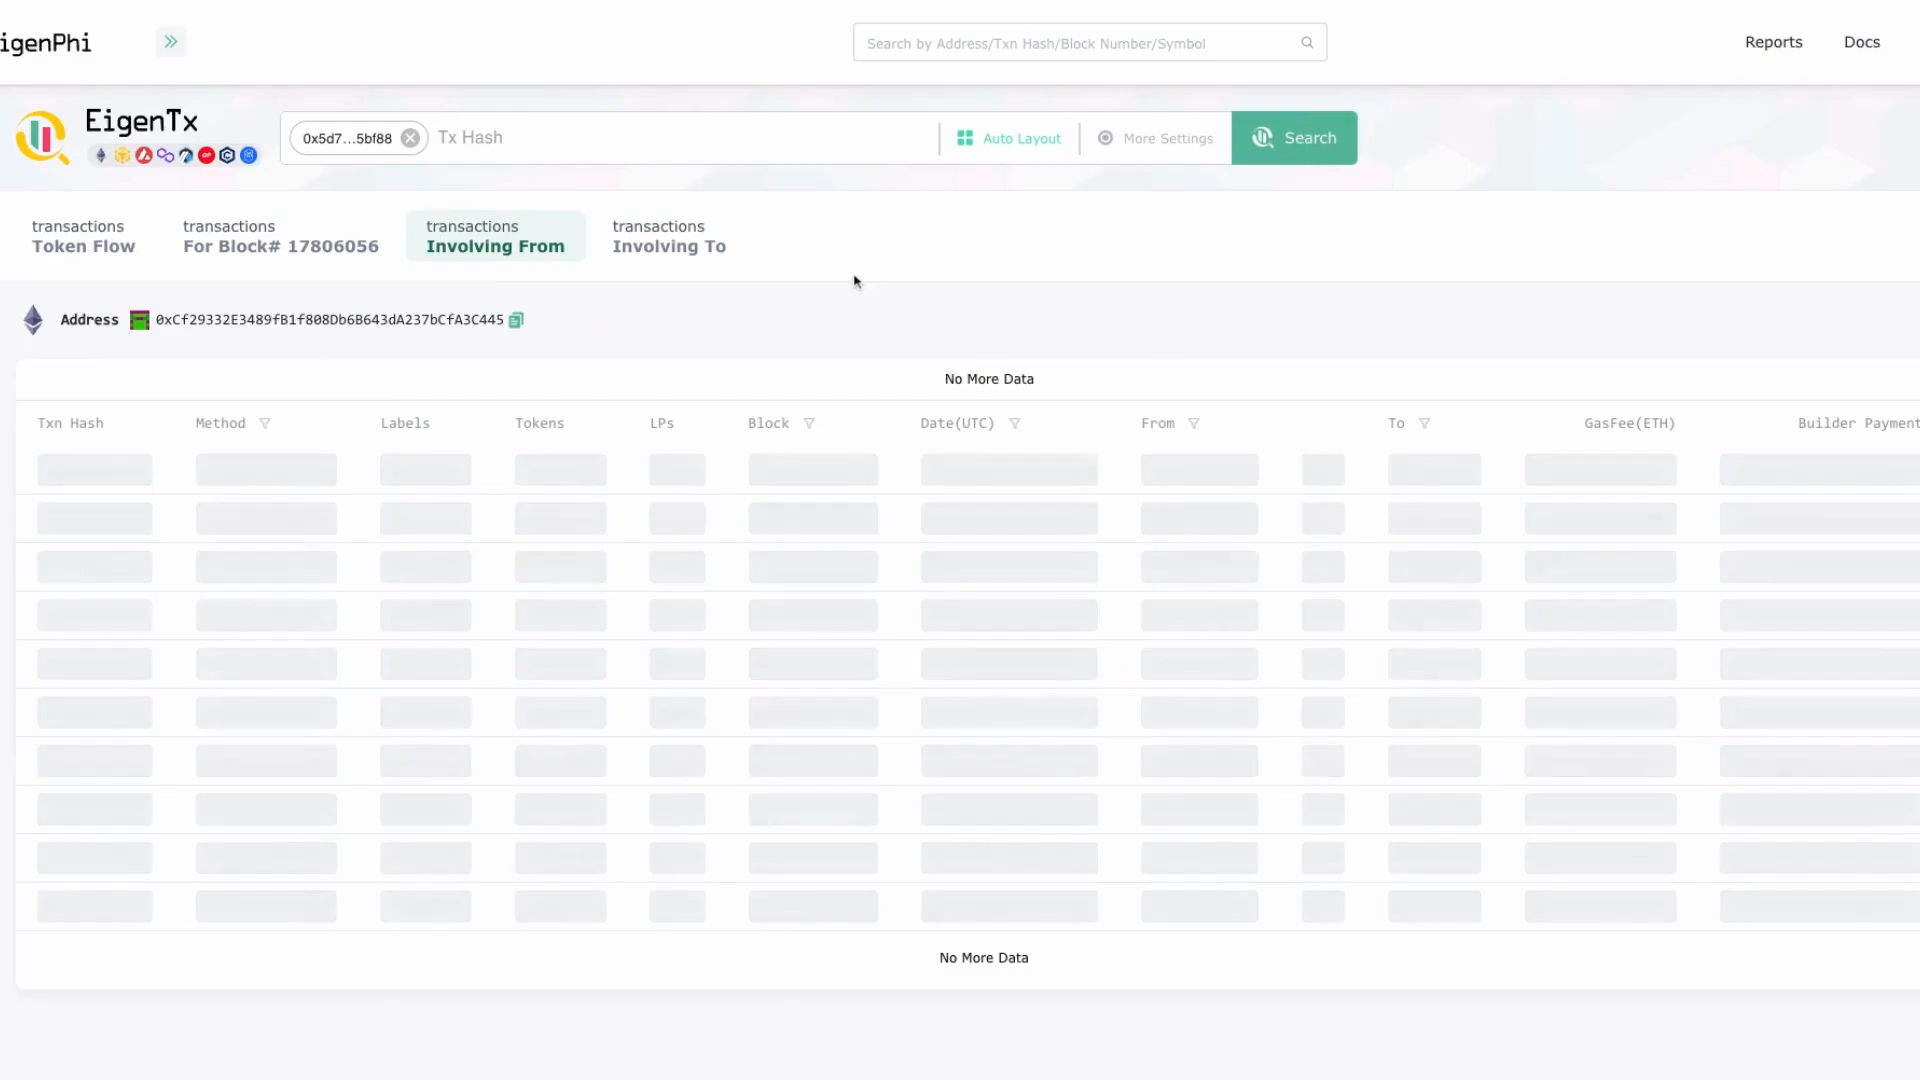 igenPhi
Search by Address/Txn Hash/Block Number/Symbol
Reports
Docs
EigenTx
0x5d7...5bf88
Tx Hash
Auto Layout
More Settings
Search
transactions
Token Flow
transactions
For Block# 17806056
transactions
Involving From
transactions
Involving To
Address
0xCf29332E3489fB1f808Db6B643dA237bCfA3C445
No More Data
Txn Hash
Method
Labels
Tokens
LPs
Block
Date(UTC)
From
To
GasFee(ETH)
Builder Payment
No More Data